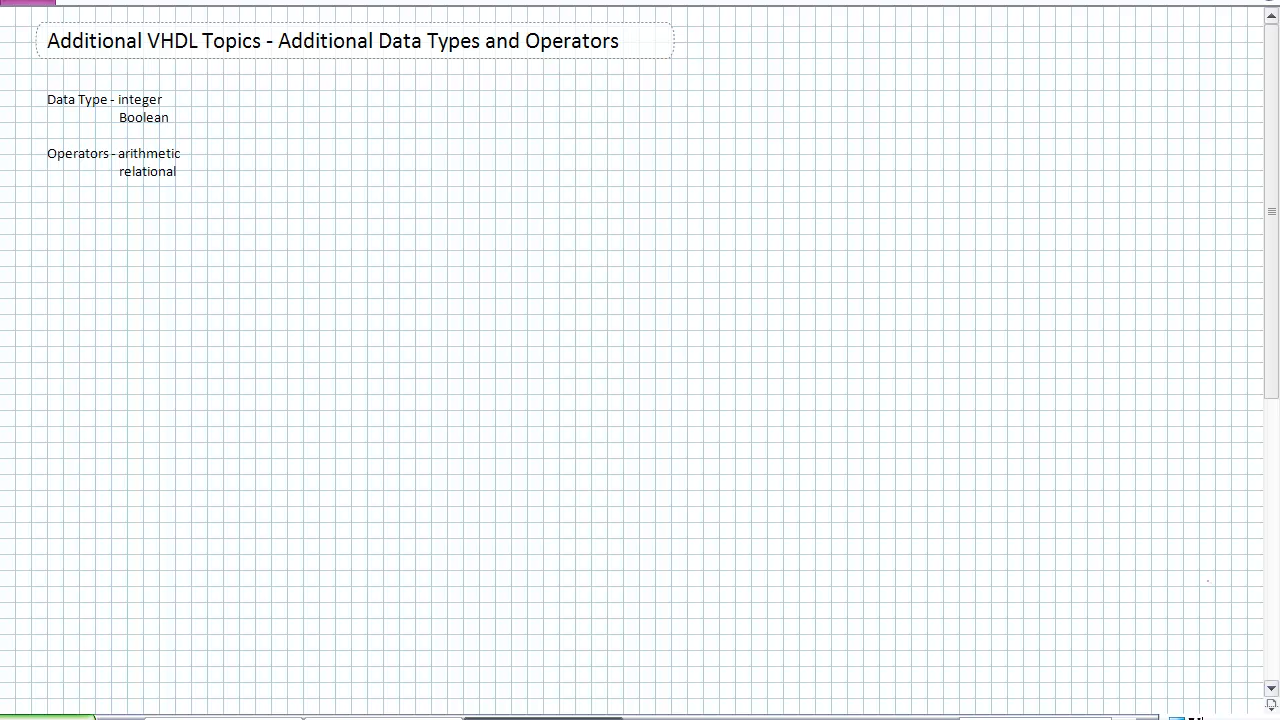 Additional VHDL Topics - Additional Data Types and Operators
Data Type - integer
Boolean
Operators - arithmetic
relational